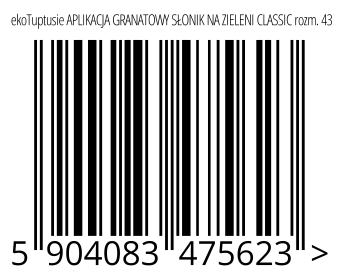 ekoTuptusie APLIKACJA GRANATOWY SŁONIK NA ZIELENI CLASSIC rozm. 43
5 904083 475623 >